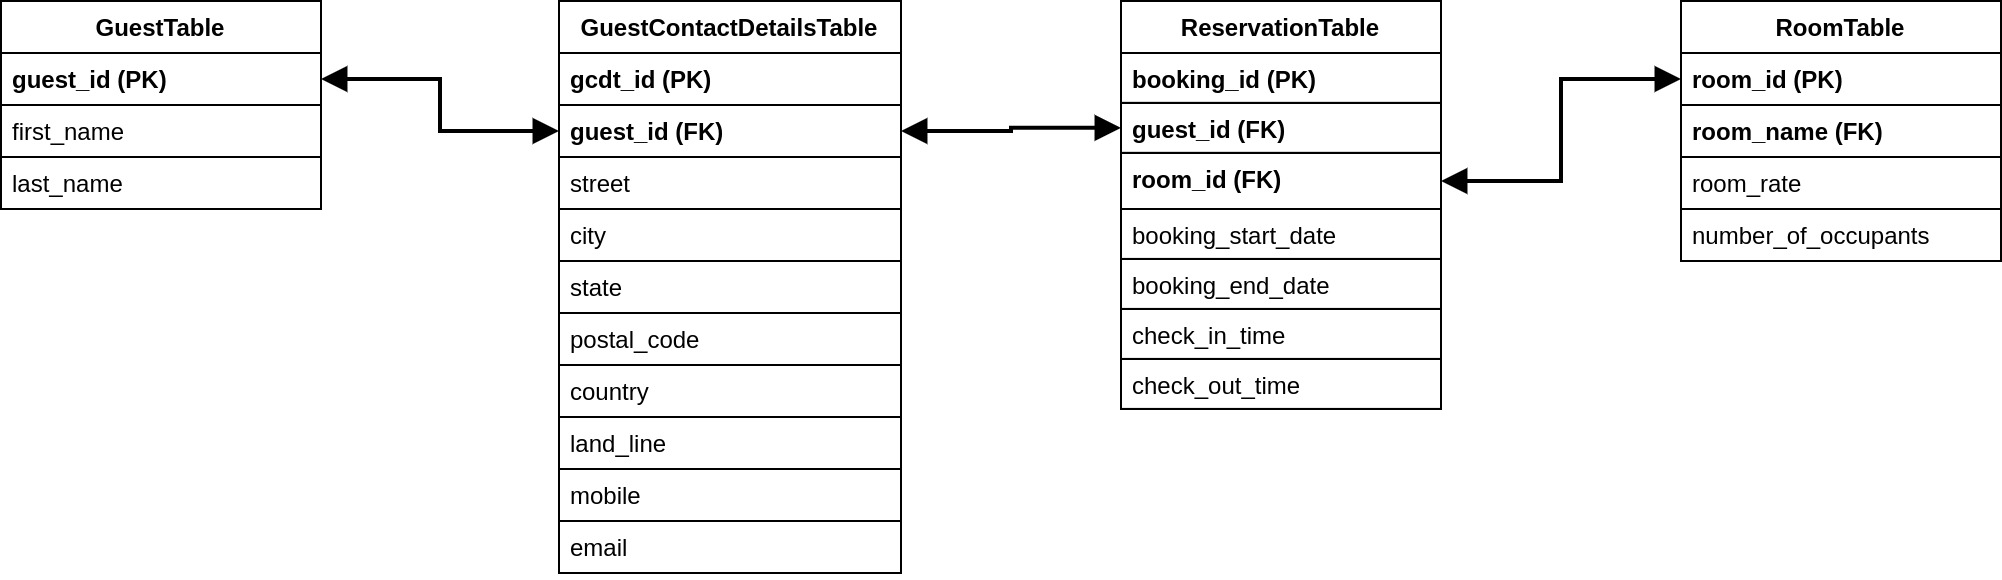 GuestTable
guest_id (PK)
first_name
last_name
GuestContactDetailsTable
gcdt_id (PK)
guest_id (FK)
street
city
state
postal_code
country
land_line
mobile
email
ReservationTable
booking_id (PK)
guest_id (FK)
room_id (FK)
booking_start_date
booking_end_date
check_in_time
check_out_time
RoomTable
room_id (PK)
room_name (FK)
room_rate
number_of_occupants